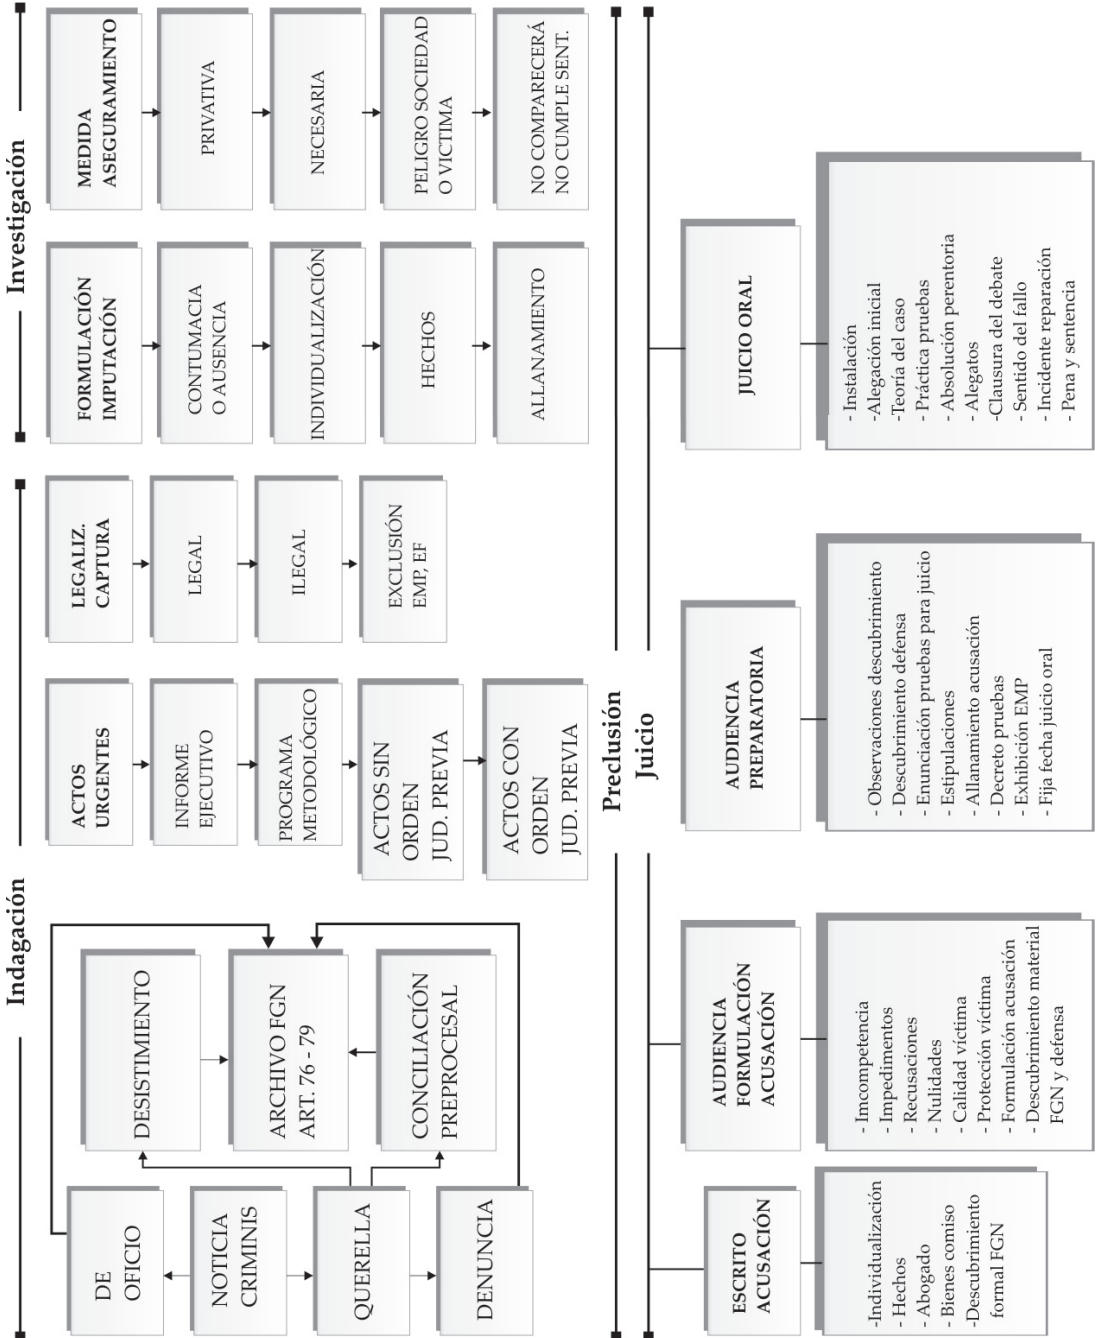 Indagación
DE
OFICIO
NOTICIA
CRIMINIS
QUERELLA
DENUNCIA
DESISTIMIENTO
ARCHIVO FGN
ART. 76 - 79
CONCILIACIÓN
PREPROCESAL
ACTOS
URGENTES
INFORME
EJECUTIVO
PROGRAMA
METODOLÓGICO
ACTOS SIN
ORDEN
JUD. PREVIA
ACTOS CON
ORDEN
JUD. PREVIA
LEGALIZ.
CAPTURA
LEGAL
ILEGAL
EXCLUSIÓN
EMP, EF
Investigación
FORMULACIÓN
IMPUTACIÓN
CONTUMACIA
O AUSENCIA
INDIVIDUALIZACIÓN
HECHOS
ALLANAMIENTO
MEDIDA
ASEGURAMIENTO
PRIVATIVA
NECESARIA
PELIGRO SOCIEDAD
O VICTIMA
NO COMPARECERÁ
NO CUMPLE SENT.
Preclusión
Juicio
ESCRITO
ACUSACIÓN
-Individualización
- Hechos
- Abogado
- Bienes comiso
-Descubrimiento
formal FGN
AUDIENCIA
FORMULACIÓN
ACUSACIÓN
- Imcompetencia
- Impedimentos
- Recusaciones
- Nulidades
- Calidad víctima
- Protección víctima
- Formulación acusación
- Descubrimiento material
FGN y defensa
AUDIENCIA
PREPARATORIA
- Observaciones descubrimiento
- Descubrimiento defensa
- Enunciación pruebas para juicio
- Estipulaciones
- Allanamiento acusación
- Decreto pruebas
- Exhibición EMP
- Fija fecha juicio oral
JUICIO ORAL
- Instalación
-Alegación inicial
-Teoría del caso
- Práctica pruebas
- Absolución perentoria
- Alegatos
-Clausura del debate
- Sentido del fallo
- Incidente reparación
- Pena y sentencia